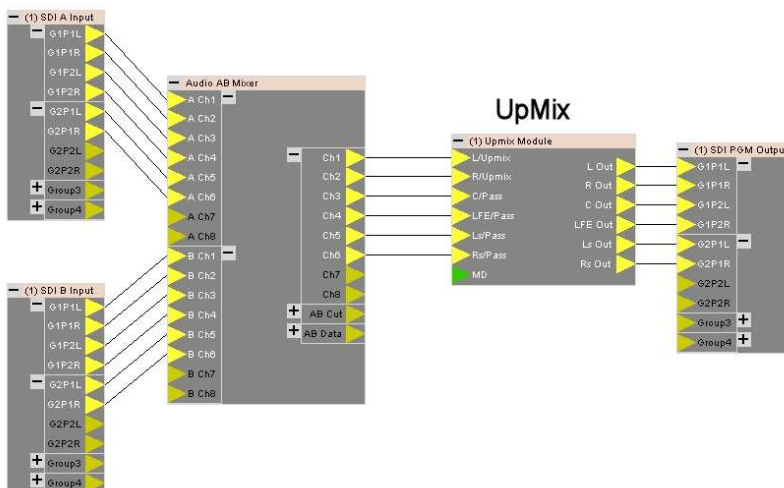 (1) SDI A Input
G1P1L
G1P1R
G1P2L
G1P2R
G2P1L
G2P1R
G2P2L
G2P2R
Group3
Group4
(1) SDI B Input
G1P1L
G1P1R
G1P2L
G1P2R
G2P1L
G2P1R
G2P2L
G2P2R
Group3
Group4
Audio AB Mixer
A Ch1
A Ch2
A Ch3
A Ch4
A Ch5
A Ch6
A Ch7
A Ch8
B Ch1
B Ch2
B Ch3
B Ch4
B Ch5
B Ch6
B Ch7
B Ch8
Ch1
Ch2
Ch3
Ch4
Ch5
Ch6
Ch7
Ch8
AB Cut
AB Data
UpMix
(1) Upmix Module
L/Upmix
R/Upmix
C/Pass
LFE/Pass
Ls/Pass
Rs/Pass
MD
L Out
R Out
C Out
LFE Out
Ls Out
Rs Out
(1) SDI PGM Output
G1P1L
G1P1R
G1P2L
G1P2R
G2P1L
G2P1R
G2P2L
G2P2R
Group3
Group4